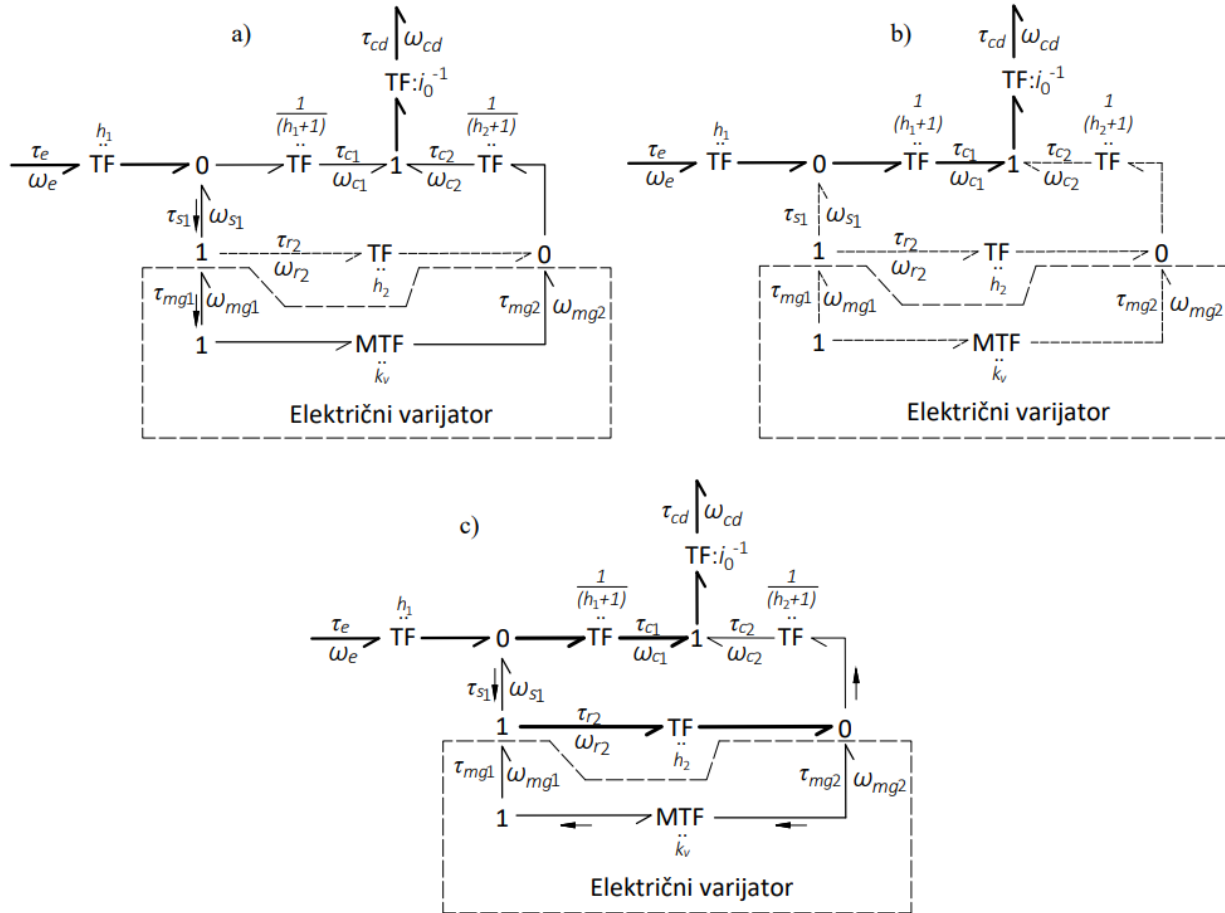 a)
τcd ωcd
TF:i0⁻¹
h1
1/(h1+1)
1/(h2+1)
τe
ωe
TF 0 TF τc1 1 τc2 TF
ωc1 ωc2
τs1 ωs1
1 τr2 TF 0
ωr2
h2
τmg1 ωmg1
τmg2 ωmg2
1 MTF
kv
Električni varijator
b)
τcd ωcd
TF:i0⁻¹
h1
1
(h1+1)
1
(h2+1)
τe
ωe
TF 0 TF τc1 1 τc2 TF
ωc1 ωc2
τs1 ωs1
1 τr2 TF 0
ωr2
h2
τmg1 ωmg1
τmg2 ωmg2
1 MTF
kv
Električni varijator
c)
τcd ωcd
TF:i0⁻¹
h1
1/(h1+1)
1/(h2+1)
τe
ωe
TF 0 TF τc1 1 τc2 TF
ωc1 ωc2
τs1 ωs1
1 τr2 TF 0
ωr2
h2
τmg1 ωmg1
τmg2 ωmg2
1 MTF
kv
Električni varijator